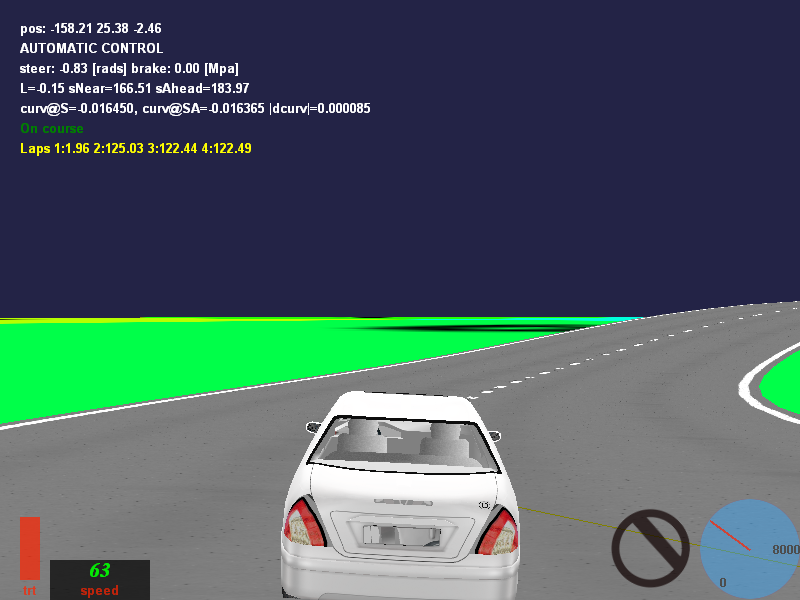 pos: -158.21 25.38 -2.46
AUTOMATIC CONTROL
steer: -0.83 [rads] brake: 0.00 [Mpa]
L=-0.15 sNear=166.51 sAhead=183.97
curv@S=-0.016450, curv@SA=-0.016365 |dcurv|=0.000085
On course
Laps 1:1.96 2:125.03 3:122.44 4:122.49
8000
0
63
trt speed